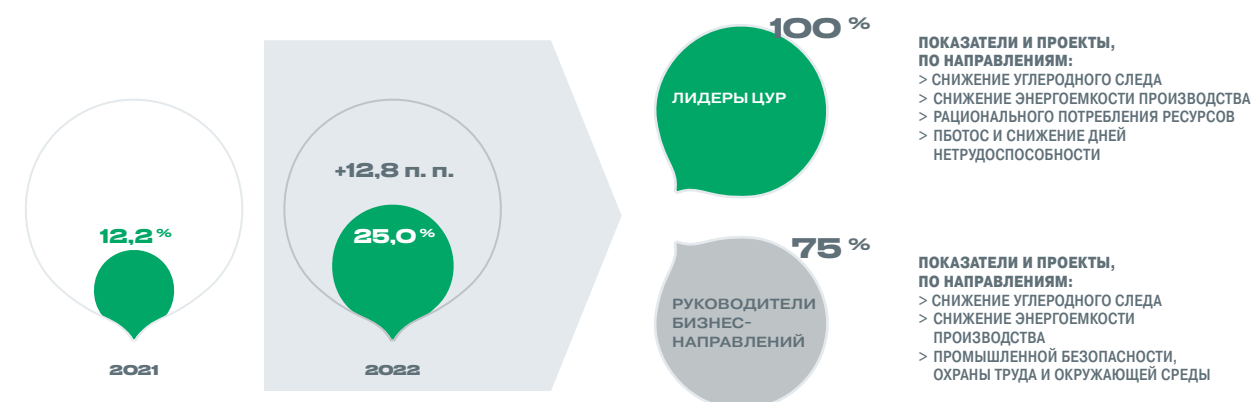 12,2 %
2021
+12,8 п. п.
25,0 %
2022
100 %
ЛИДЕРЫ ЦУР
ПОКАЗАТЕЛИ И ПРОЕКТЫ,
ПО НАПРАВЛЕНИЯМ:
> СНИЖЕНИЕ УГЛЕРОДНОГО СЛЕДА
> СНИЖЕНИЕ ЭНЕРГОЕМКОСТИ ПРОИЗВОДСТВА
> РАЦИОНАЛЬНОГО ПОТРЕБЛЕНИЯ РЕСУРСОВ
> ПБОТОС И СНИЖЕНИЕ ДНЕЙ
НЕТРУДОСПОСОБНОСТИ
75 %
РУКОВОДИТЕЛИ
БИЗНЕС-
НАПРАВЛЕНИЙ
ПОКАЗАТЕЛИ И ПРОЕКТЫ,
ПО НАПРАВЛЕНИЯМ:
> СНИЖЕНИЕ УГЛЕРОДНОГО СЛЕДА
> СНИЖЕНИЕ ЭНЕРГОЕМКОСТИ
ПРОИЗВОДСТВА
> ПРОМЫШЛЕННОЙ БЕЗОПАСНОСТИ,
ОХРАНЫ ТРУДА И ОКРУЖАЮЩЕЙ СРЕДЫ